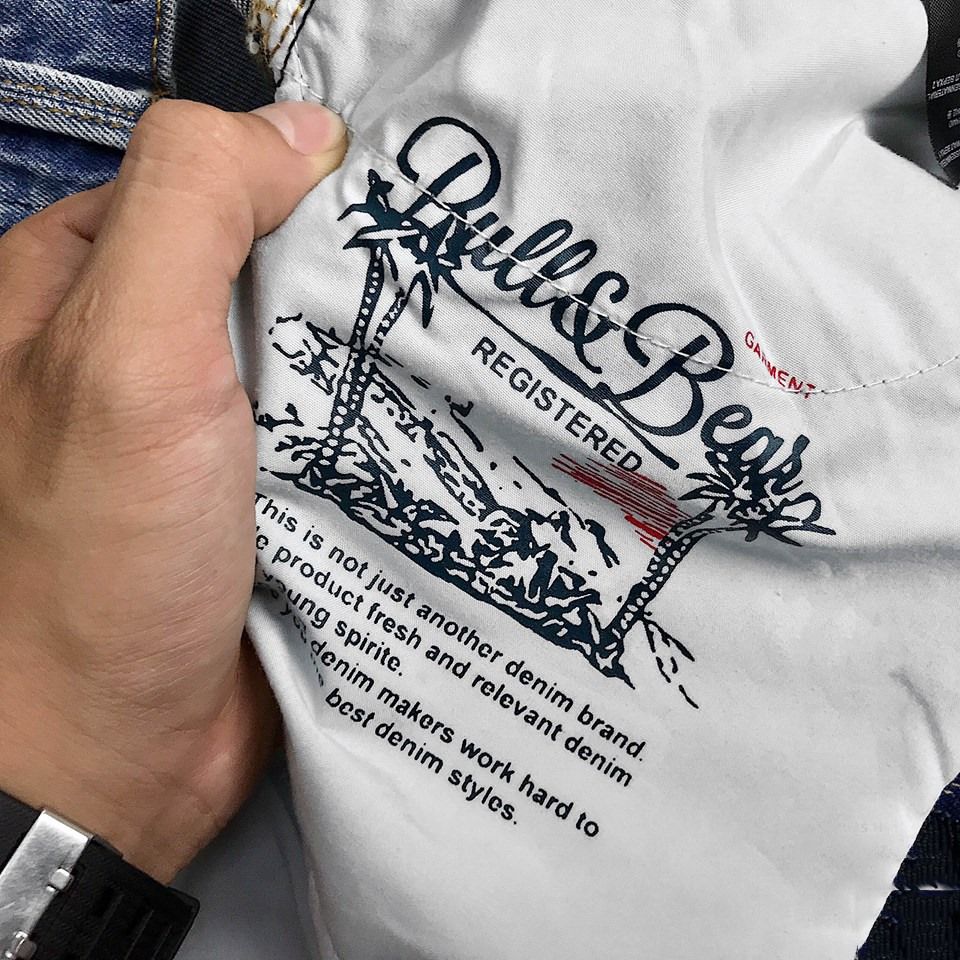 Pull&Bear
GARMENT
REGISTERED
This is not just another denim brand.
product fresh and relevant denim
young spirite.
denim makers work hard to
best denim styles.